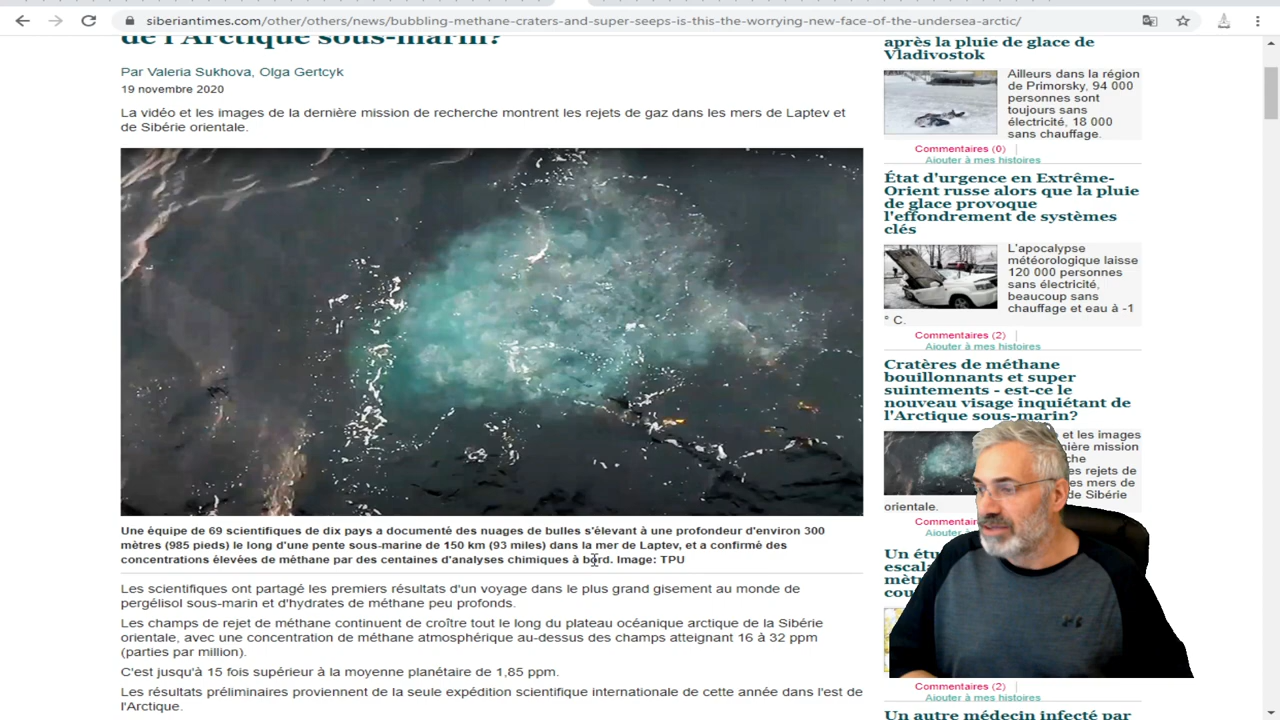 siberiantimes.com/other/others/news/bubbling-methane-craters-and-super-seeps-is-this-the-worrying-new-face-of-the-undersea-arctic/
de l'Arctique sous-marin?
Par Valeria Sukhova, Olga Gertcyk
19 novembre 2020
La vidéo et les images de la dernière mission de recherche montrent les rejets de gaz dans les mers de Laptev et
de Sibérie orientale.
Une équipe de 69 scientifiques de dix pays a documenté des nuages de bulles s'élevant à une profondeur d'environ 300
mètres (985 pieds) le long d'une pente sous-marine de 150 km (93 miles) dans la mer de Laptev, et a confirmé des
concentrations élevées de méthane par des centaines d'analyses chimiques à bord. Image: TPU
Les scientifiques ont partagé les premiers résultats d'un voyage dans le plus grand gisement au monde de
pergélisol sous-marin et d'hydrates de méthane peu profonds.
Les champs de rejet de méthane continuent de croître tout le long du plateau océanique arctique de la Sibérie
orientale, avec une concentration de méthane atmosphérique au-dessus des champs atteignant 16 à 32 ppm
(parties par million).
C'est jusqu'à 15 fois supérieur à la moyenne planétaire de 1,85 ppm.
Les résultats préliminaires proviennent de la seule expédition scientifique internationale de cette année dans l'est de
l'Arctique.
après la pluie de glace de
Vladivostok
Ailleurs dans la région
de Primorsky, 94 000
personnes sont
toujours sans
électricité, 18 000
sans chauffage.
Commentaires (0)
Ajouter à mes histoires
État d'urgence en Extrême-
Orient russe alors que la pluie
de glace provoque
l'effondrement de systèmes
clés
L'apocalypse
météorologique laisse
120 000 personnes
sans électricité,
beaucoup sans
chauffage et eau à -1
° C.
Commentaires (2)
Ajouter à mes histoires
Cratères de méthane
bouillonnants et super
suintements - est-ce le
nouveau visage inquiétant de
l'Arctique sous-marin?
et les images
mission
rejets de
mers de
de Sibérie
orientale.
Un
Commentaires (2)
Ajouter à mes histoires
Un autre médecin infecté par